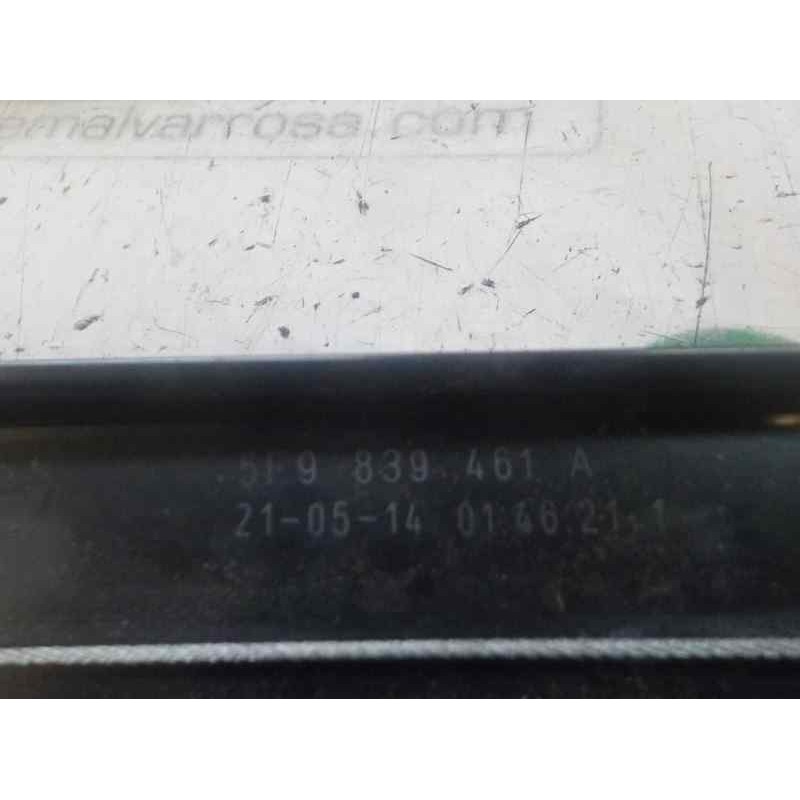 emalvarrosa.com
5F9 839 461 A
21-05-14 01:46:21 1